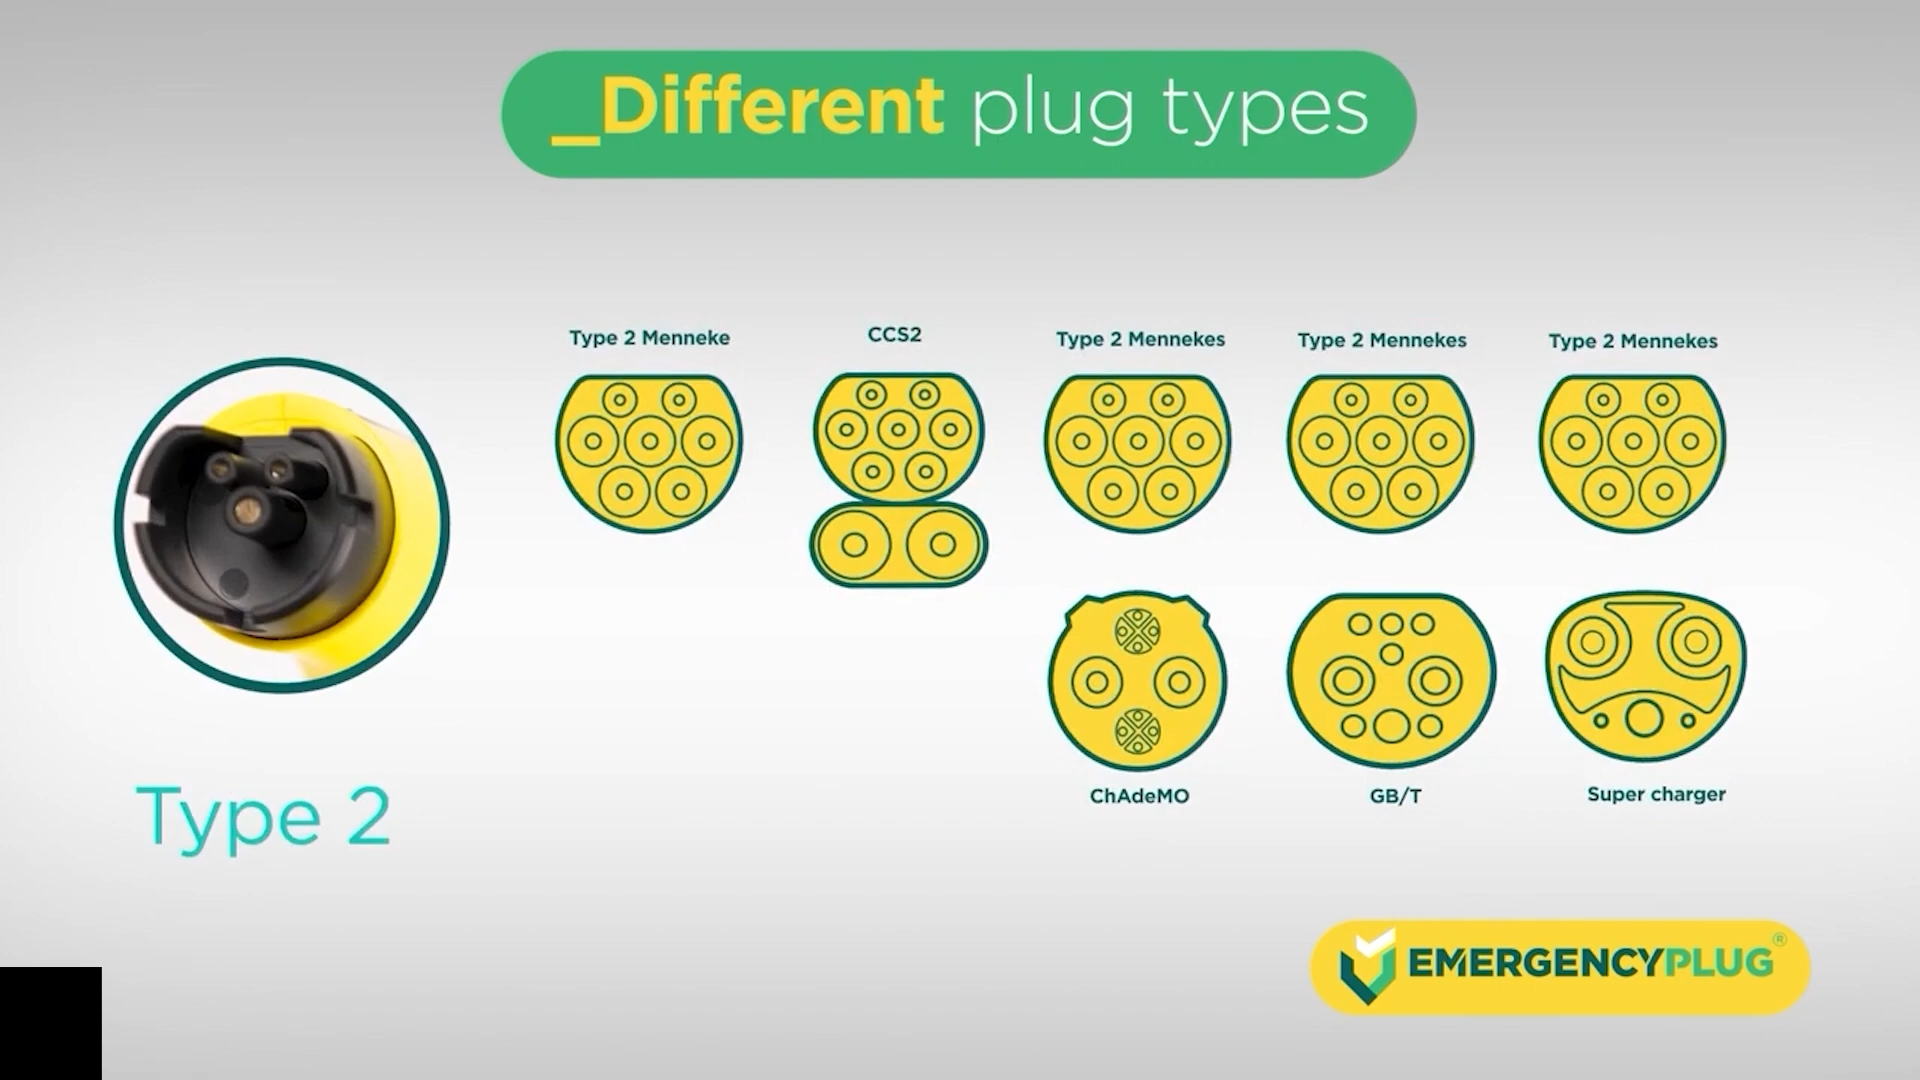 _Different plug types
Type 2 Menneke
CCS2
Type 2 Mennekes
Type 2 Mennekes
Type 2 Mennekes
ChAdeMO
GB/T
Super charger
Type 2
EMERGENCYPLUG®